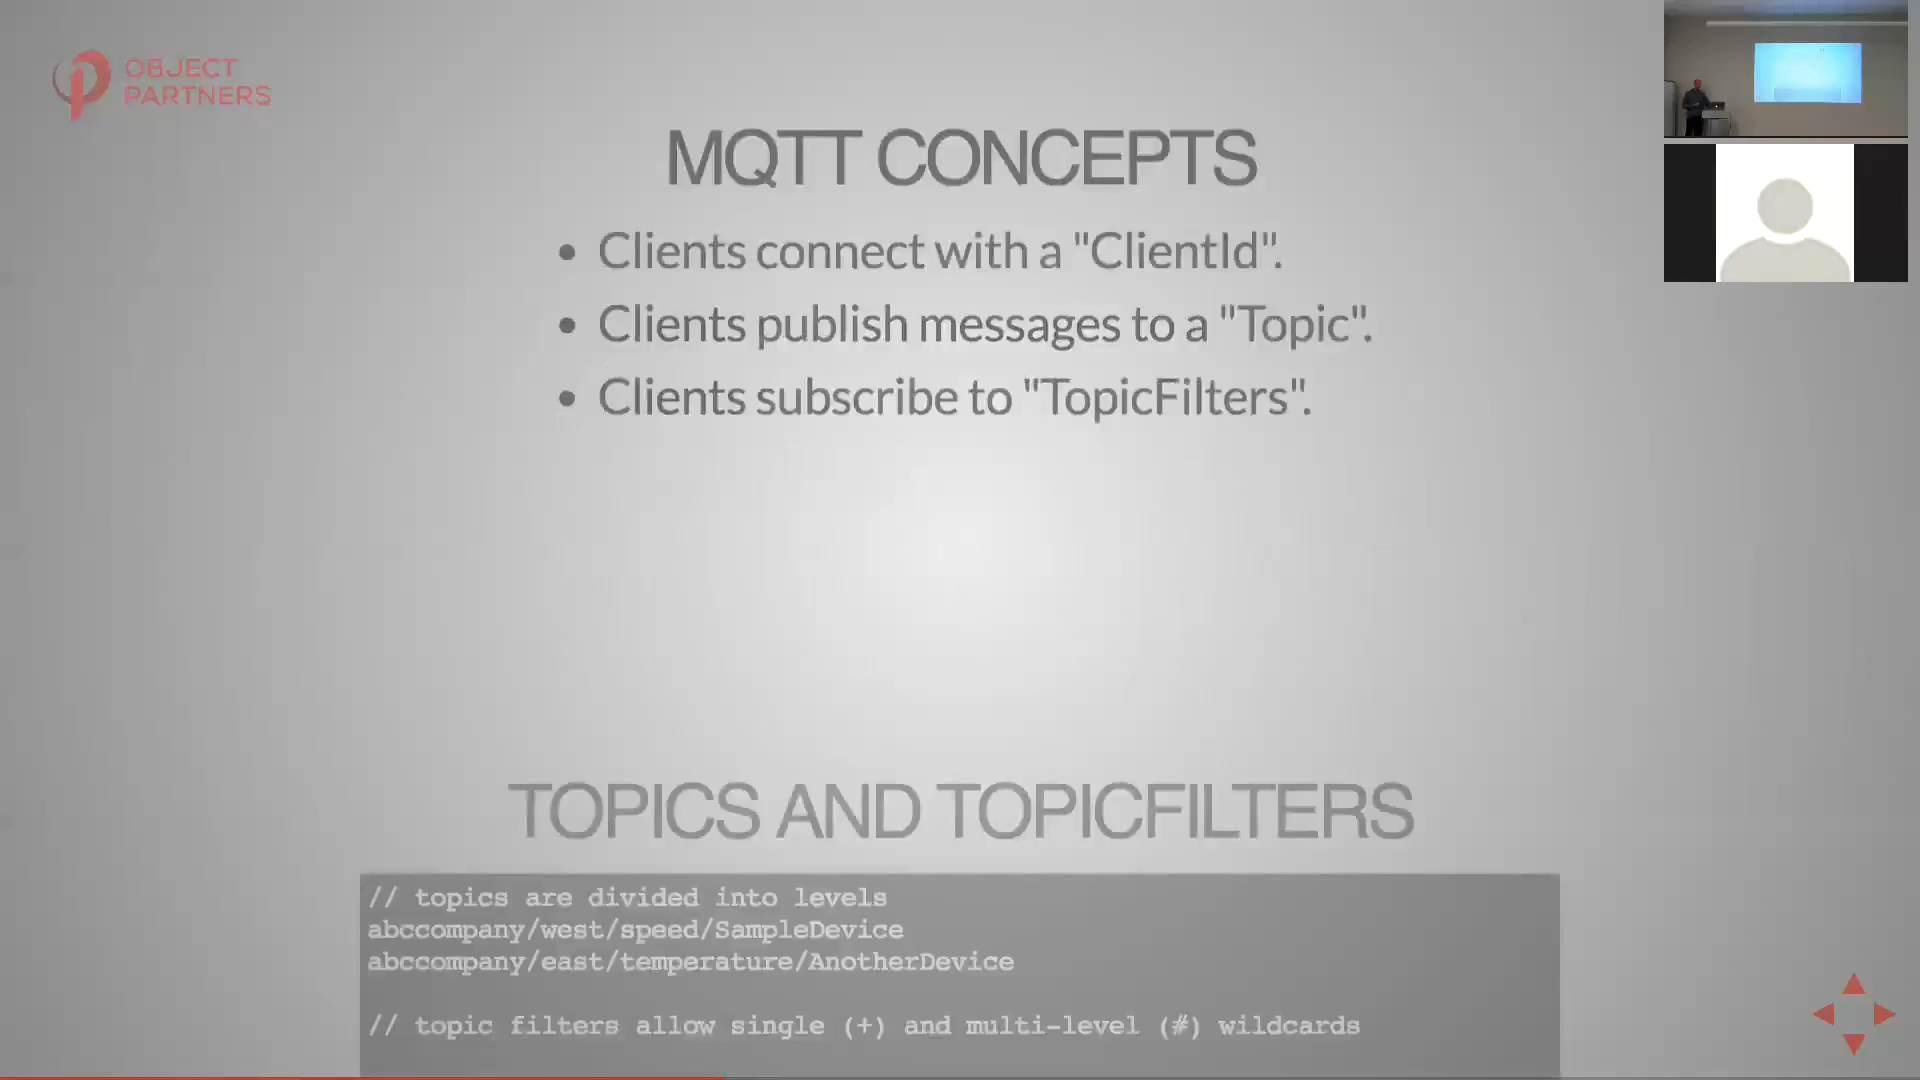 OBJECT
PARTNERS
MQTT CONCEPTS
• Clients connect with a "ClientId".
• Clients publish messages to a "Topic".
• Clients subscribe to "TopicFilters".
TOPICS AND TOPICFILTERS
// topics are divided into levels
abccompany/west/speed/SampleDevice
abccompany/east/temperature/AnotherDevice
// topic filters allow single (+) and multi-level (#) wildcards